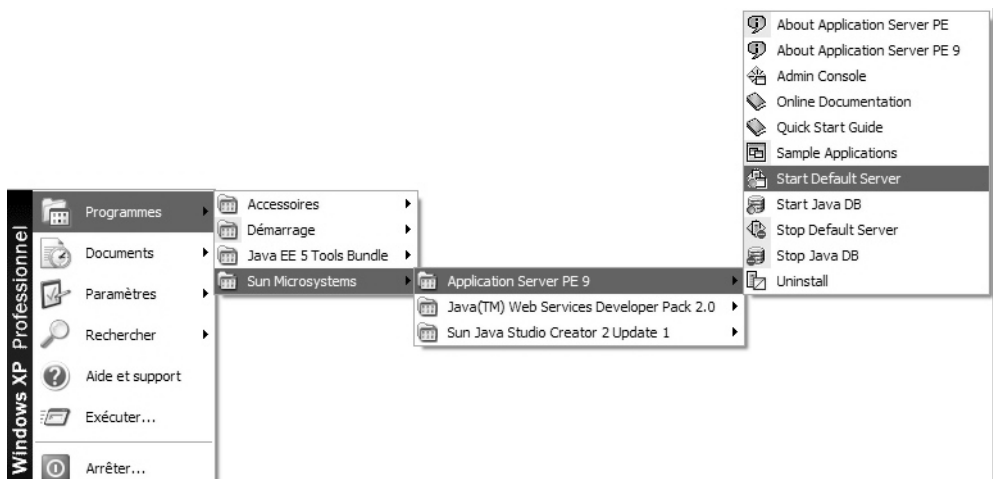 Windows XP Professionnel
Programmes
Documents
Paramètres
Rechercher
Aide et support
Exécuter...
Arrêter...
Accessoires
Démarrage
Java EE 5 Tools Bundle
Sun Microsystems
Application Server PE 9
Java(TM) Web Services Developer Pack 2.0
Sun Java Studio Creator 2 Update 1
About Application Server PE
About Application Server PE 9
Admin Console
Online Documentation
Quick Start Guide
Sample Applications
Start Default Server
Start Java DB
Stop Default Server
Stop Java DB
Uninstall